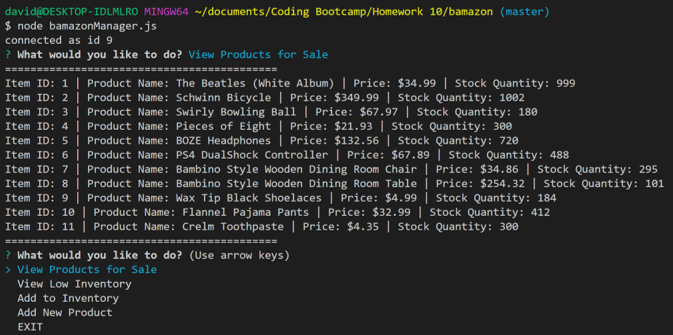 david@DESKTOP-IDLMLRO MINGW64 ~/documents/Coding Bootcamp/Homework 10/bamazon (master)
$ node bamazonManager.js
connected as id 9
? What would you like to do? View Products for Sale
===========================================
Item ID: 1 | Product Name: The Beatles (White Album) | Price: $34.99 | Stock Quantity: 999
Item ID: 2 | Product Name: Schwinn Bicycle | Price: $349.99 | Stock Quantity: 1002
Item ID: 3 | Product Name: Swirly Bowling Ball | Price: $67.97 | Stock Quantity: 180
Item ID: 4 | Product Name: Pieces of Eight | Price: $21.93 | Stock Quantity: 300
Item ID: 5 | Product Name: BOZE Headphones | Price: $132.56 | Stock Quantity: 720
Item ID: 6 | Product Name: PS4 DualShock Controller | Price: $67.89 | Stock Quantity: 488
Item ID: 7 | Product Name: Bambino Style Wooden Dining Room Chair | Price: $34.86 | Stock Quantity: 295
Item ID: 8 | Product Name: Bambino Style Wooden Dining Room Table | Price: $254.32 | Stock Quantity: 101
Item ID: 9 | Product Name: Wax Tip Black Shoelaces | Price: $4.99 | Stock Quantity: 184
Item ID: 10 | Product Name: Flannel Pajama Pants | Price: $32.99 | Stock Quantity: 412
Item ID: 11 | Product Name: Crelm Toothpaste | Price: $4.35 | Stock Quantity: 300
===========================================
? What would you like to do? (Use arrow keys)
> View Products for Sale
View Low Inventory
Add to Inventory
Add New Product
EXIT